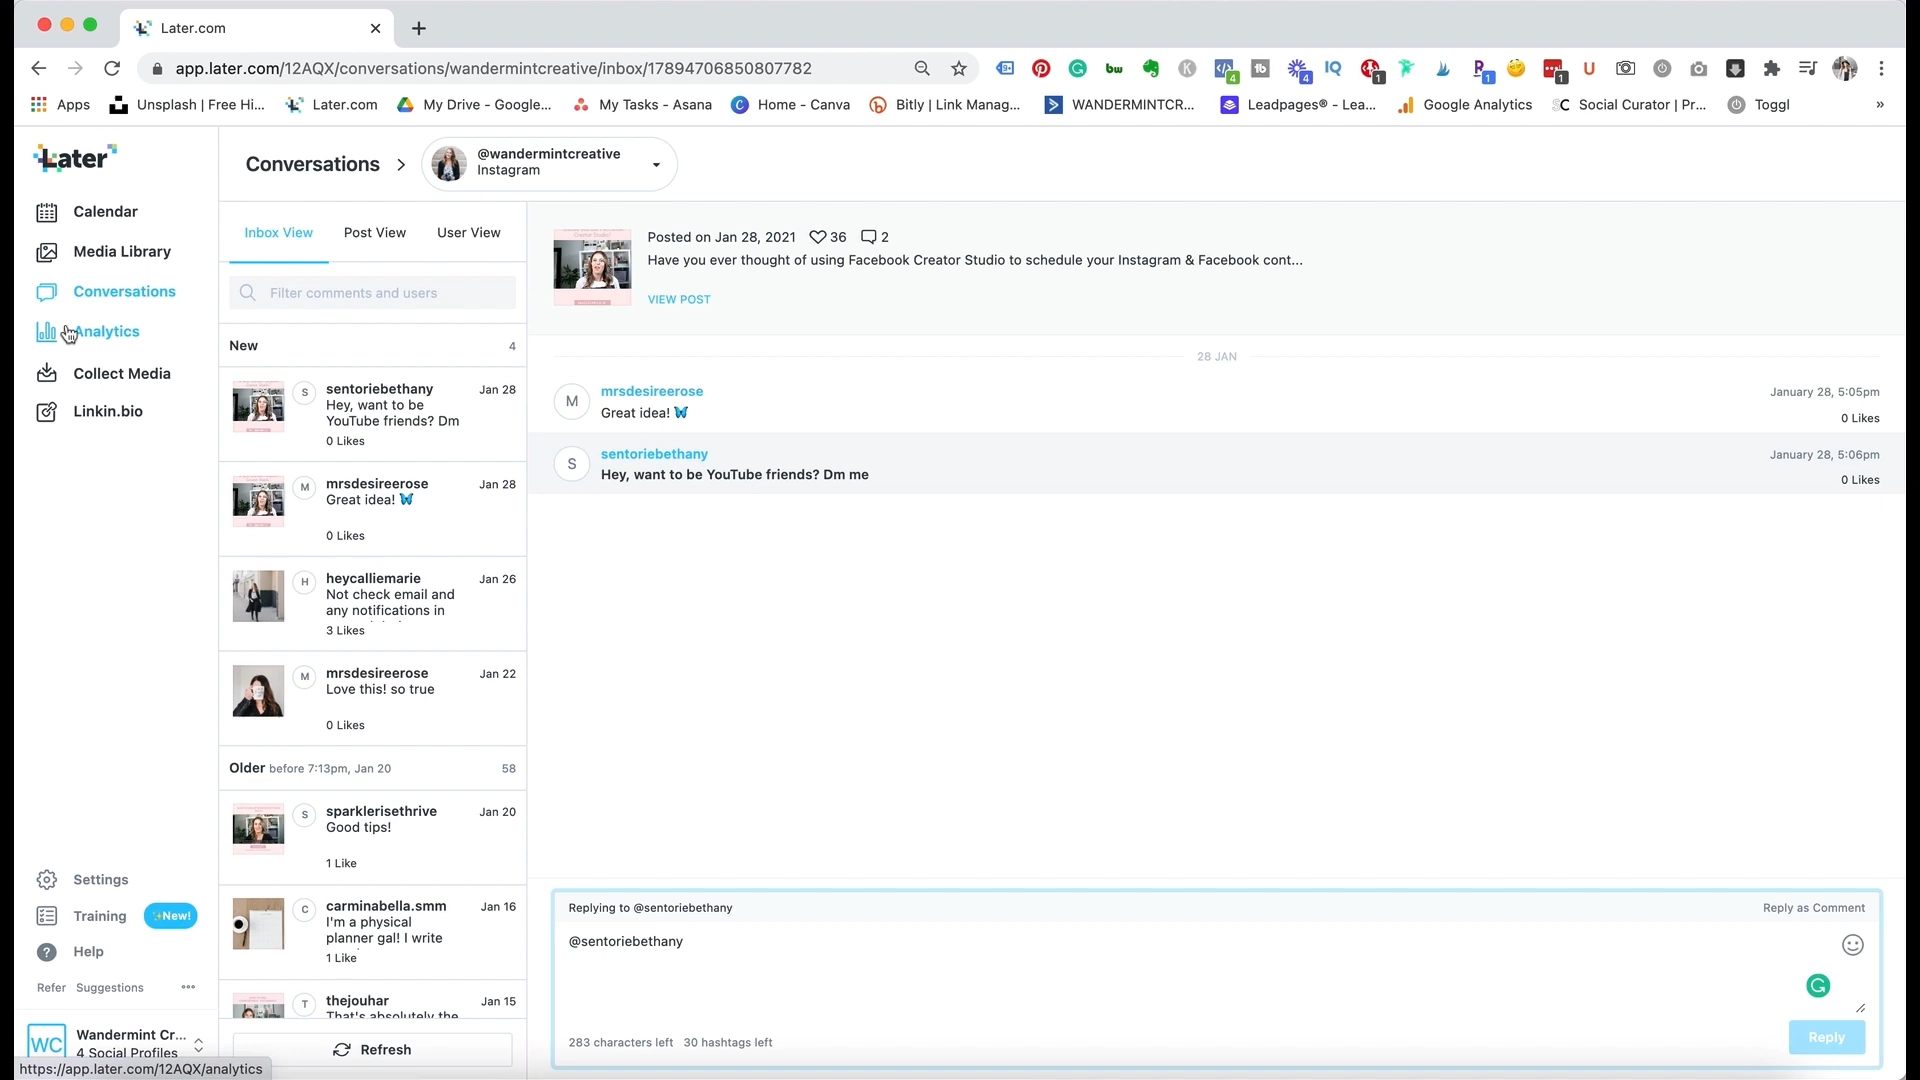 Later.com
app.later.com/12AQX/conversations/wandermintcreative/inbox/17894706850807782
Apps
Unsplash | Free Hi...
Later.com
My Drive - Google...
My Tasks - Asana
Home - Canva
Bitly | Link Manag...
WANDERMINTCR...
Leadpages® - Lea...
Google Analytics
Social Curator | Pr...
Toggl
»
Later
Calendar
Media Library
Conversations
Analytics
Collect Media
Linkin.bio
Settings
Training
New!
Help
Refer Suggestions
WC
Wandermint Cr...
4 Social Profiles
https://app.later.com/12AQX/analytics
Conversations
@wandermintcreative
Instagram
Inbox View
Post View
User View
Filter comments and users
New
4
S
sentoriebethany
Jan 28
Hey, want to be
YouTube friends? Dm
0 Likes
M
mrsdesireerose
Jan 28
Great idea! 🦋
0 Likes
H
heycalliemarie
Jan 26
Not check email and
any notifications in
3 Likes
M
mrsdesireerose
Jan 22
Love this! so true
0 Likes
Older before 7:13pm, Jan 20
58
S
sparklerisethrive
Jan 20
Good tips!
1 Like
C
carminabella.smm
Jan 16
I'm a physical
planner gal! I write
1 Like
T
thejouhar
Jan 15
That's absolutely the
Refresh
Posted on Jan 28, 2021 36 2
Have you ever thought of using Facebook Creator Studio to schedule your Instagram & Facebook cont...
VIEW POST
28 JAN
M
mrsdesireerose
January 28, 5:05pm
Great idea! 🦋
0 Likes
S
sentoriebethany
January 28, 5:06pm
Hey, want to be YouTube friends? Dm me
0 Likes
Replying to @sentoriebethany
Reply as Comment
@sentoriebethany
283 characters left 30 hashtags left
Reply